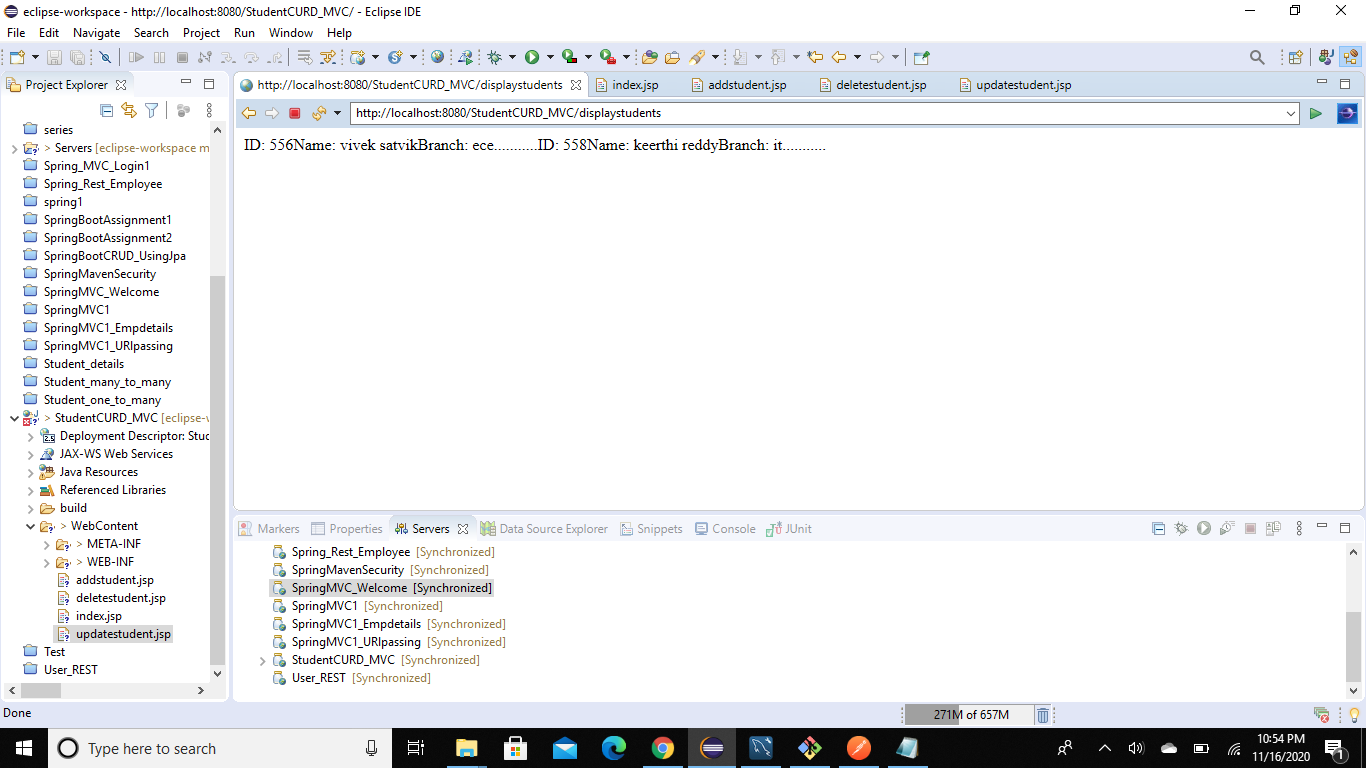 eclipse-workspace - http://localhost:8080/StudentCURD_MVC/ - Eclipse IDE
File Edit Navigate Search Project Run Window Help
Project Explorer
http://localhost:8080/StudentCURD_MVC/displaystudents index.jsp addstudent.jsp deletestudent.jsp updatestudent.jsp
http://localhost:8080/StudentCURD_MVC/displaystudents
ID: 556Name: vivek satvikBranch: ece...........ID: 558Name: keerthi reddyBranch: it...........
series
> Servers [eclipse-workspace m
Spring_MVC_Login1
Spring_Rest_Employee
spring1
SpringBootAssignment1
SpringBootAssignment2
SpringBootCRUD_UsingJpa
SpringMavenSecurity
SpringMVC_Welcome
SpringMVC1
SpringMVC1_Empdetails
SpringMVC1_URIpassing
Student_details
Student_many_to_many
Student_one_to_many
> StudentCURD_MVC [eclipse-w
Deployment Descriptor: Stud
JAX-WS Web Services
Java Resources
Referenced Libraries
build
> WebContent
> META-INF
> WEB-INF
addstudent.jsp
deletestudent.jsp
index.jsp
updatestudent.jsp
Test
User_REST
Markers Properties Servers Data Source Explorer Snippets Console JUnit
Spring_Rest_Employee [Synchronized]
SpringMavenSecurity [Synchronized]
SpringMVC_Welcome [Synchronized]
SpringMVC1 [Synchronized]
SpringMVC1_Empdetails [Synchronized]
SpringMVC1_URIpassing [Synchronized]
StudentCURD_MVC [Synchronized]
User_REST [Synchronized]
Done
271M of 657M
Type here to search
10:54 PM
11/16/2020
1